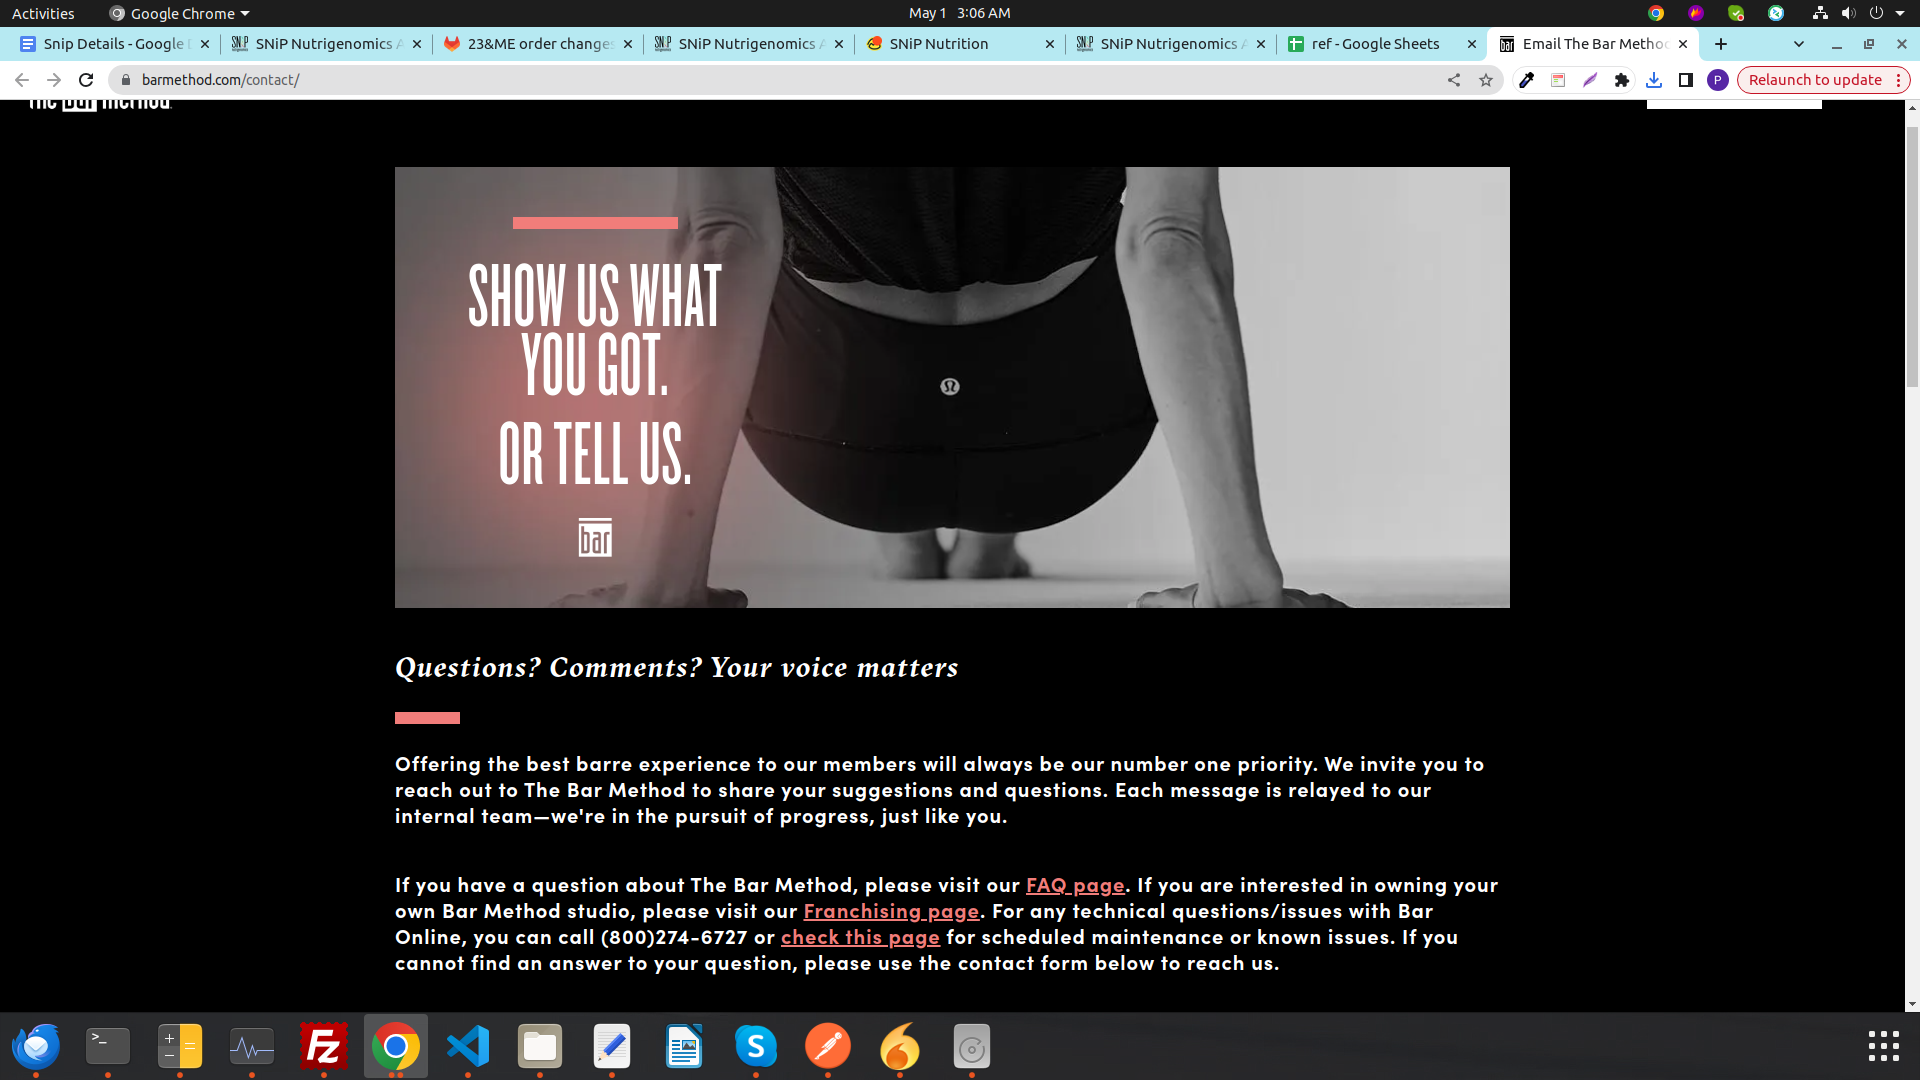 Activities
Google Chrome
May 1 3:06 AM
Snip Details - Google
SNiP Nutrigenomics
23&ME order changes
SNiP Nutrigenomics
SNiP Nutrition
SNiP Nutrigenomics
ref - Google Sheets
Email The Bar Metho
barmethod.com/contact/
P
Relaunch to update
The Bar Method
SHOW US WHAT
YOU GOT.
OR TELL US.
bar
Questions? Comments? Your voice matters
Offering the best barre experience to our members will always be our number one priority. We invite you to
reach out to The Bar Method to share your suggestions and questions. Each message is relayed to our
internal team—we're in the pursuit of progress, just like you.
If you have a question about The Bar Method, please visit our FAQ page. If you are interested in owning your
own Bar Method studio, please visit our Franchising page. For any technical questions/issues with Bar
Online, you can call (800)274-6727 or check this page for scheduled maintenance or known issues. If you
cannot find an answer to your question, please use the contact form below to reach us.